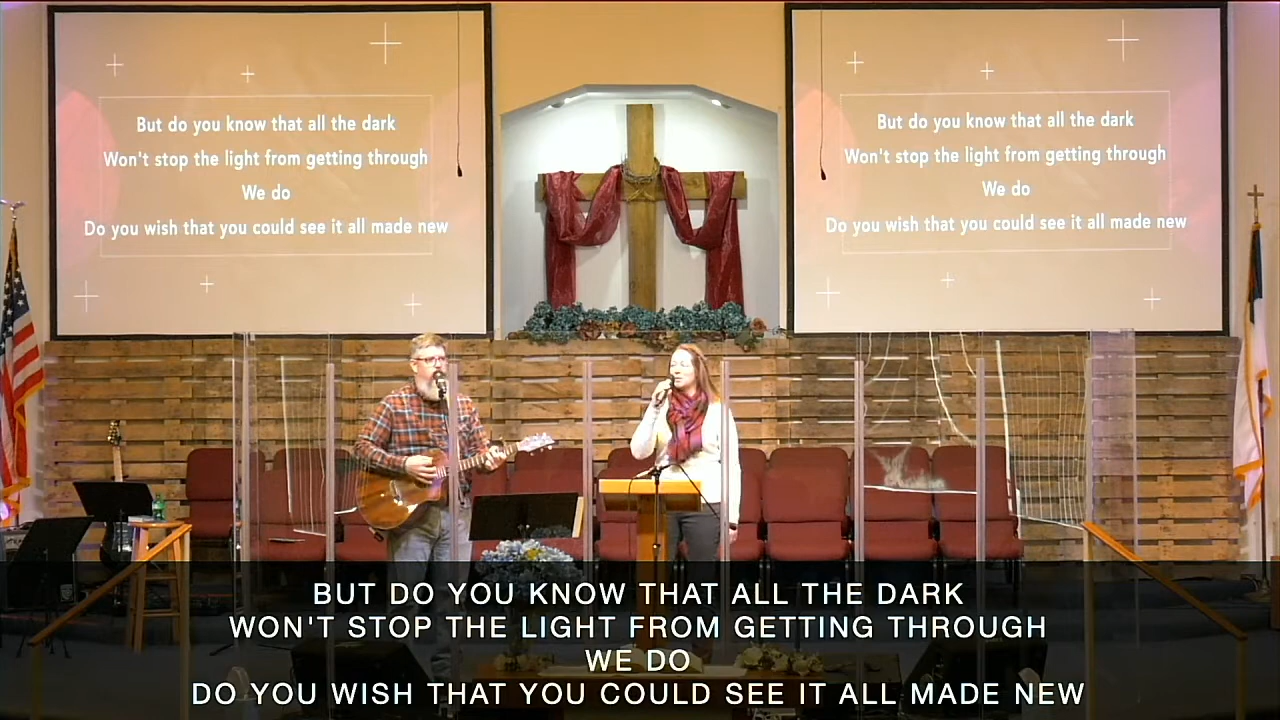 But do you know that all the dark
Won't stop the light from getting through
We do
Do you wish that you could see it all made new
But do you know that all the dark
Won't stop the light from getting through
We do
Do you wish that you could see it all made new
BUT DO YOU KNOW THAT ALL THE DARK
WON'T STOP THE LIGHT FROM GETTING THROUGH
WE DO
DO YOU WISH THAT YOU COULD SEE IT ALL MADE NEW